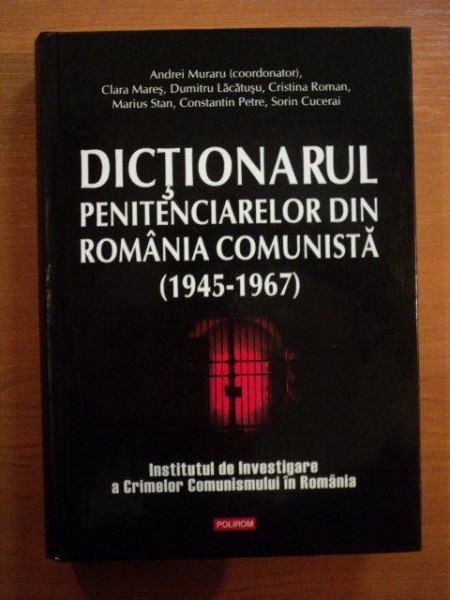 Andrei Muraru (coordonator),
Clara Mareş, Dumitru Lăcătuşu, Cristina Roman,
Marius Stan, Constantin Petre, Sorin Cucerai
DICŢIONARUL
PENITENCIARELOR DIN
ROMÂNIA COMUNISTĂ
(1945-1967)
Institutul de Investigare
a Crimelor Comunismului în România
POLIROM